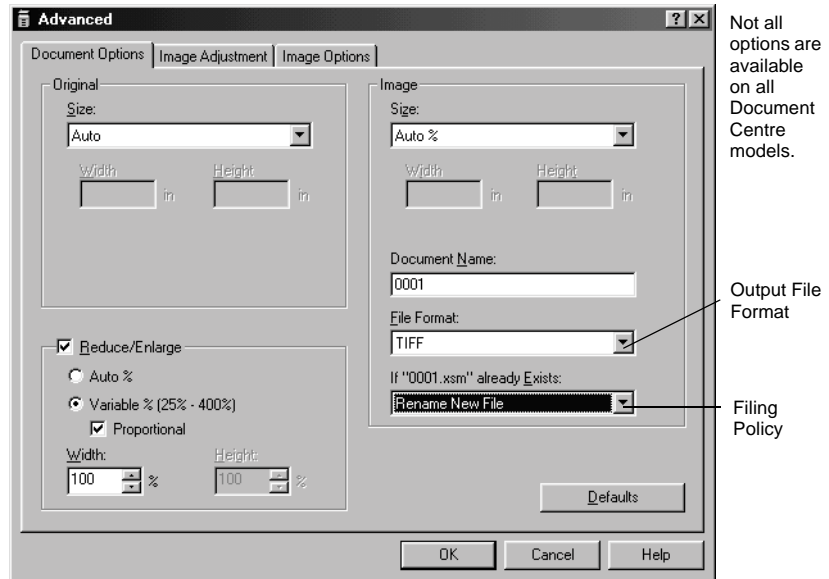 Advanced
Document Options
Image Adjustment
Image Options
Original
Size:
Auto
Width
Height
in
in
Reduce/Enlarge
Auto %
Variable % (25% - 400%)
Proportional
Width:
Height:
100
%
100
%
Image
Size:
Auto %
Width
Height
in
in
Document Name:
0001
File Format:
TIFF
If "0001.xsm" already Exists:
Rename New File
Defaults
OK
Cancel
Help
Not all
options are
available
on all
Document
Centre
models.
Output File
Format
Filing
Policy